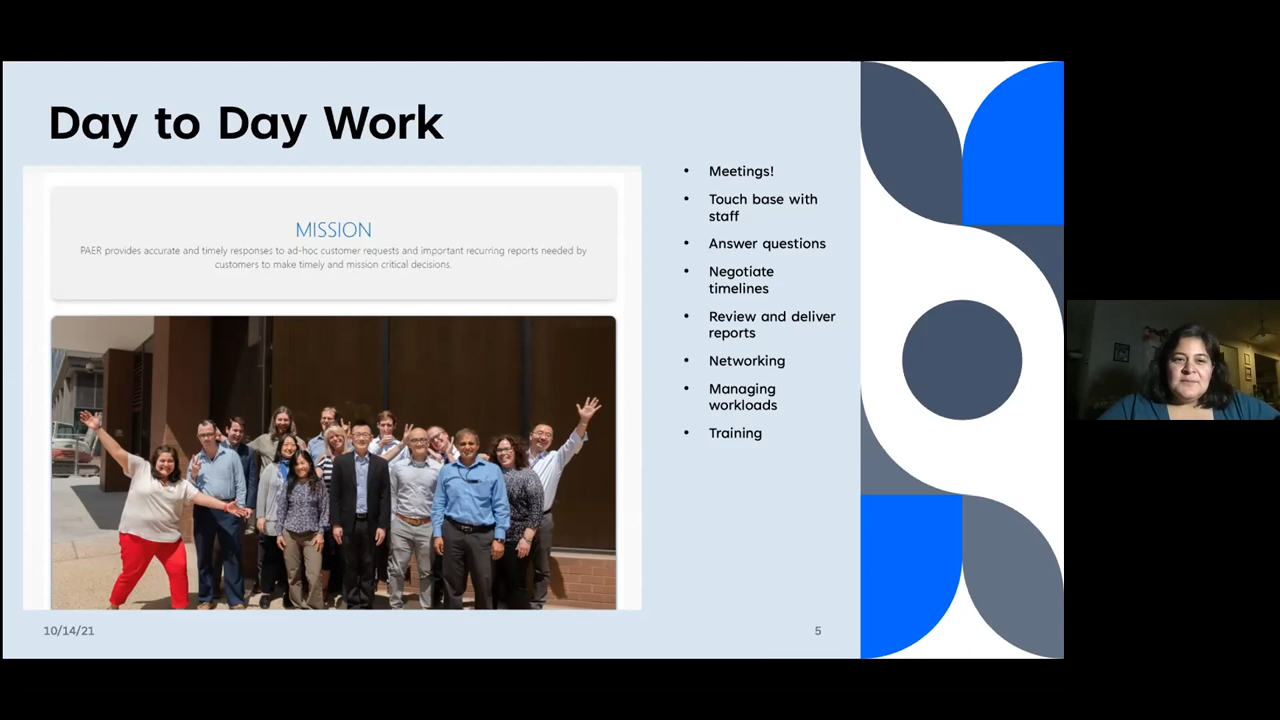 Day to Day Work
MISSION
PAER provides accurate and timely responses to ad-hoc customer requests and important recurring reports needed by
customers to make timely and mission critical decisions.
• Meetings!
• Touch base with
staff
• Answer questions
• Negotiate
timelines
• Review and deliver
reports
• Networking
• Managing
workloads
• Training
10/14/21
5